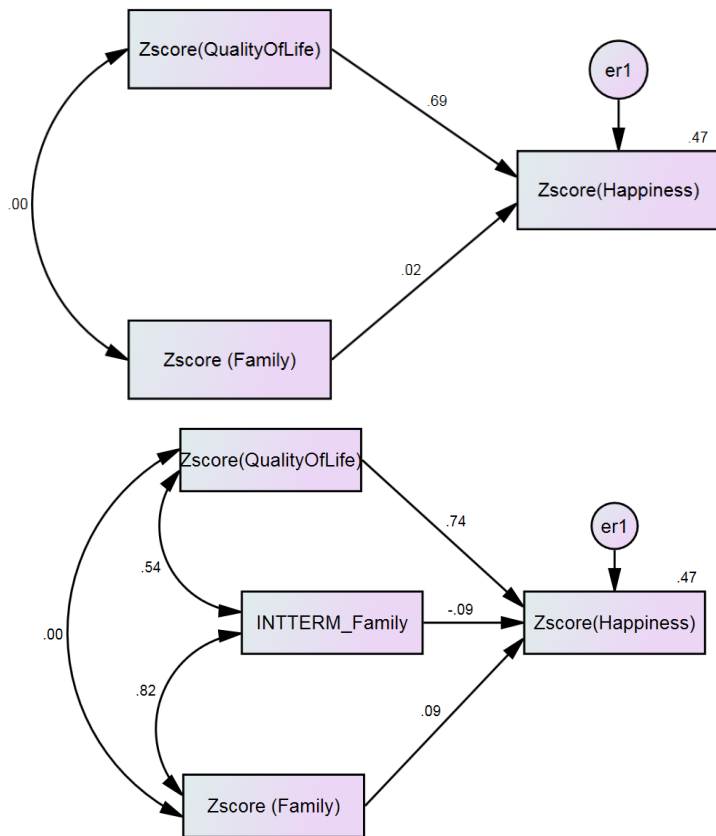 Zscore(QualityOfLife)
er1
.69
.47
Zscore(Happiness)
.00
.02
Zscore (Family)
Zscore(QualityOfLife)
.74
er1
.54
.47
INTTERM_Family
-.09
Zscore(Happiness)
.00
.82
.09
Zscore (Family)